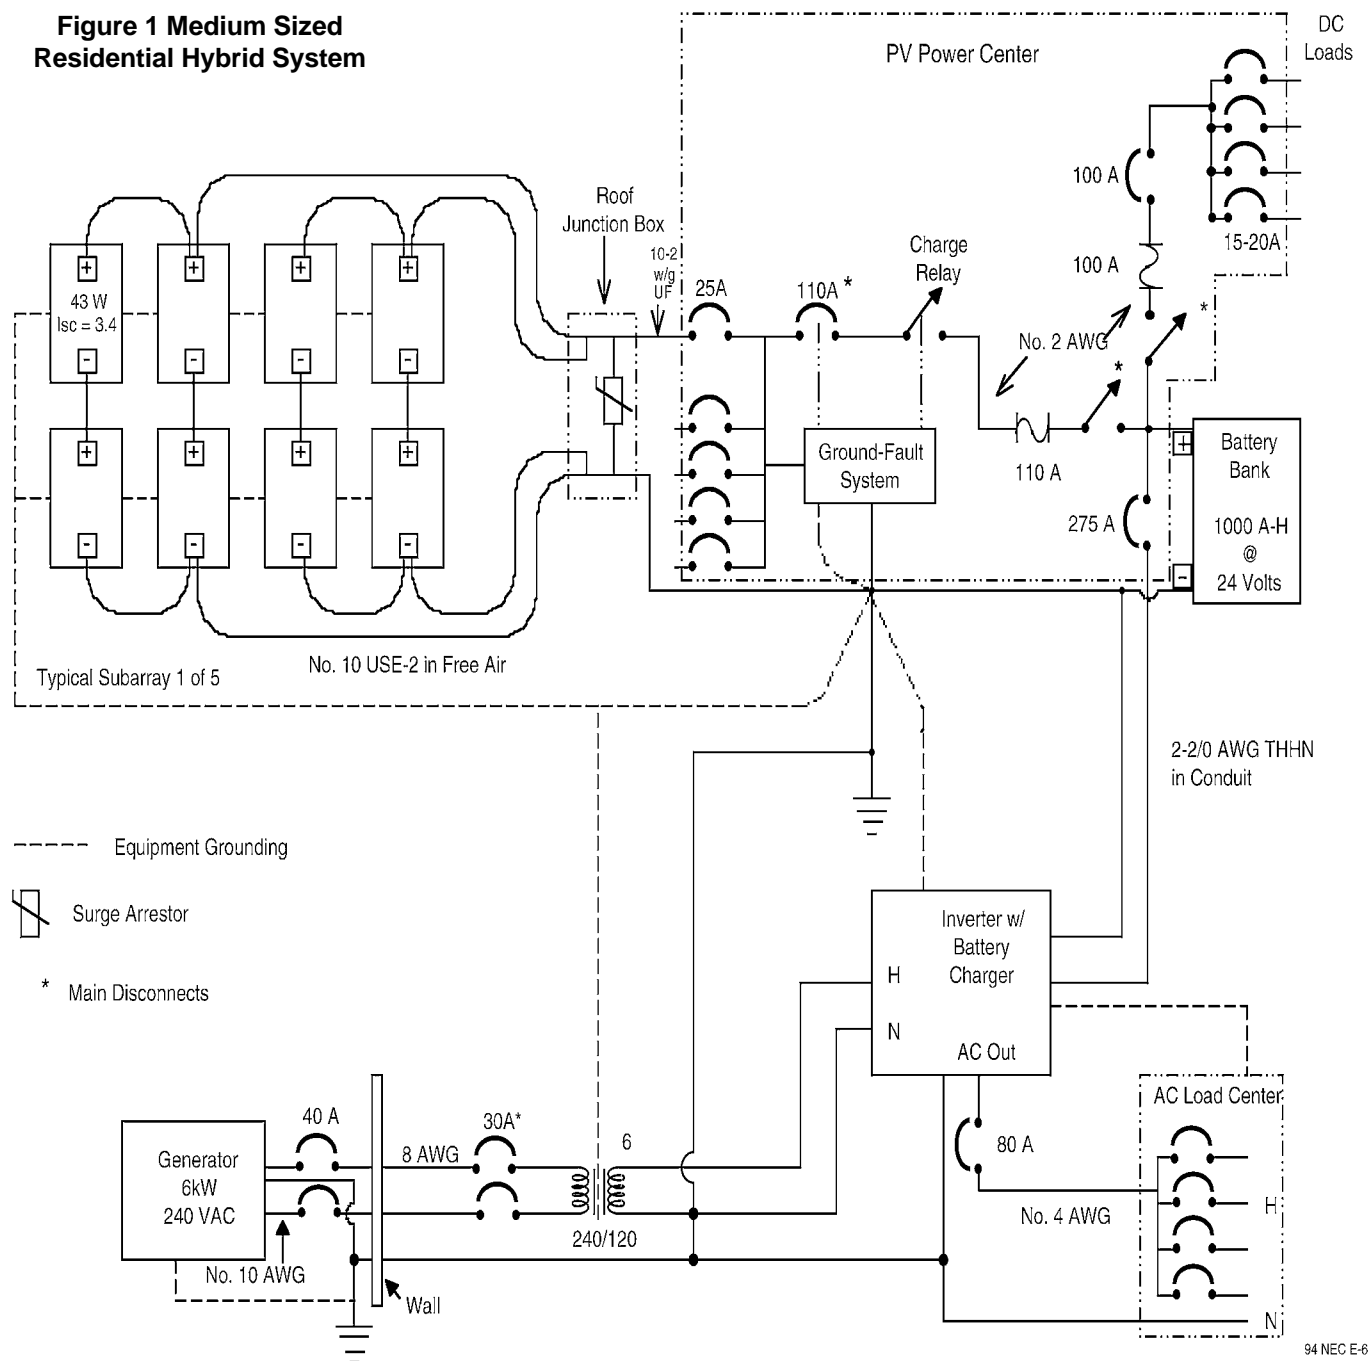 Figure 1 Medium Sized
Residential Hybrid System
PV Power Center
DC
Loads
Roof
Junction Box
10-2
w/g
UF
25A
110A *
Charge
Relay
100 A
100 A
15-20A
*
No. 2 AWG
*
110 A
275 A
+
+
+
+
43 W
Isc = 3.4
-
-
-
-
+
+
+
+
-
-
-
-
Ground-Fault
System
+
-
Battery
Bank
1000 A-H
@
24 Volts
No. 10 USE-2 in Free Air
Typical Subarray 1 of 5
2-2/0 AWG THHN
in Conduit
Equipment Grounding
Surge Arrestor
* Main Disconnects
Inverter w/
Battery
Charger
H
N
AC Out
AC Load Center
H
N
80 A
No. 4 AWG
Generator
6kW
240 VAC
40 A
8 AWG
30A*
6
240/120
No. 10 AWG
Wall
94 NEC E-6